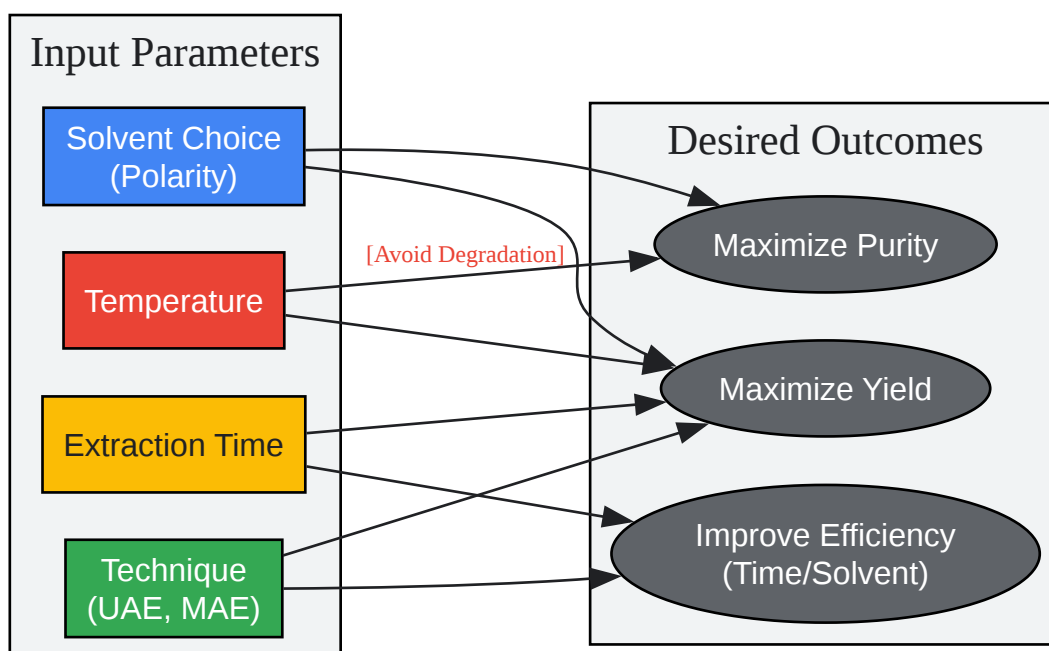 Input Parameters
Solvent Choice
(Polarity)
Temperature
Extraction Time
Technique
(UAE, MAE)
[Avoid Degradation]
Desired Outcomes
Maximize Purity
Maximize Yield
Improve Efficiency
(Time/Solvent)